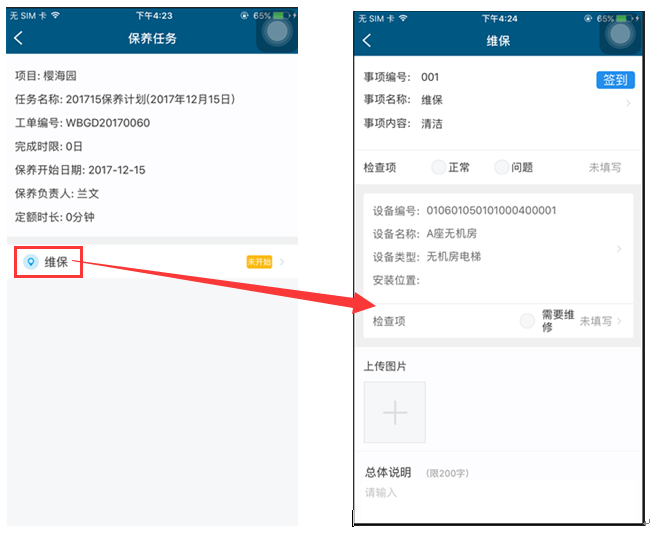 无 SIM 卡 下午4:23 65%
保养任务
项目: 樱海园
任务名称: 201715保养计划(2017年12月15日)
工单编号: WBGD20170060
完成时限: 0日
保养开始日期: 2017-12-15
保养负责人: 兰文
定额时长: 0分钟
维保 未开始
无 SIM 卡 下午4:24 65%
维保
事项编号: 001 签到
事项名称: 维保
事项内容: 清洁
检查项 正常 问题 未填写
设备编号: 010601050101000400001
设备名称: A座无机房
设备类型: 无机房电梯
安装位置:
检查项 需要维修 未填写
上传图片
总体说明 (限200字)
请输入